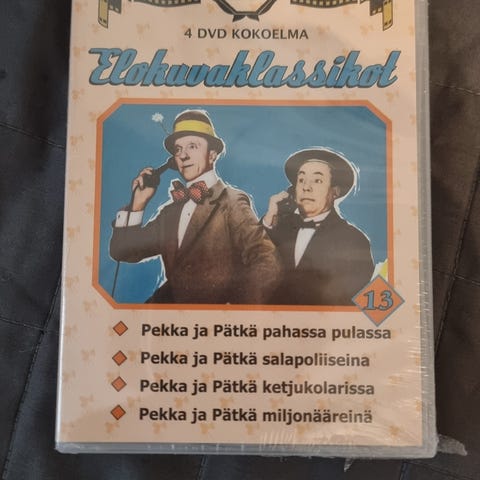 4 DVD KOKOELMA
Elokuvaklassikot
13
Pekka ja Pätkä pahassa pulassa
Pekka ja Pätkä salapoliiseina
Pekka ja Pätkä ketjukolarissa
Pekka ja Pätkä miljonääreinä